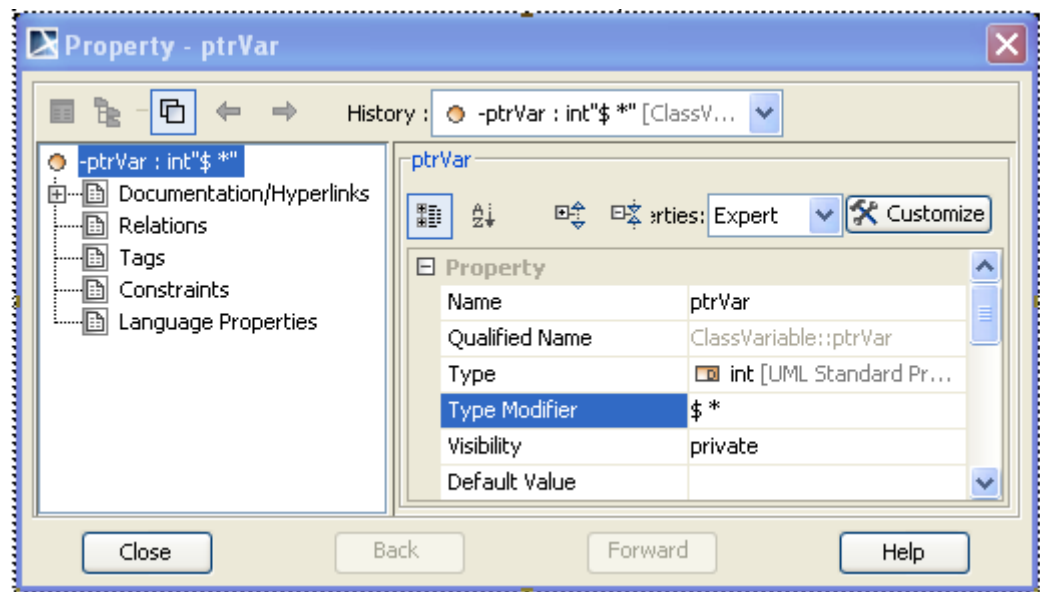 Property - ptrVar
History : -ptrVar : int"$ *" [ClassV...
-ptrVar : int"$ *"
Documentation/Hyperlinks
Relations
Tags
Constraints
Language Properties
ptrVar
erties: Expert Customize
Property
Name ptrVar
Qualified Name ClassVariable::ptrVar
Type int [UML Standard Pr...
Type Modifier $ *
Visibility private
Default Value
Close Back Forward Help